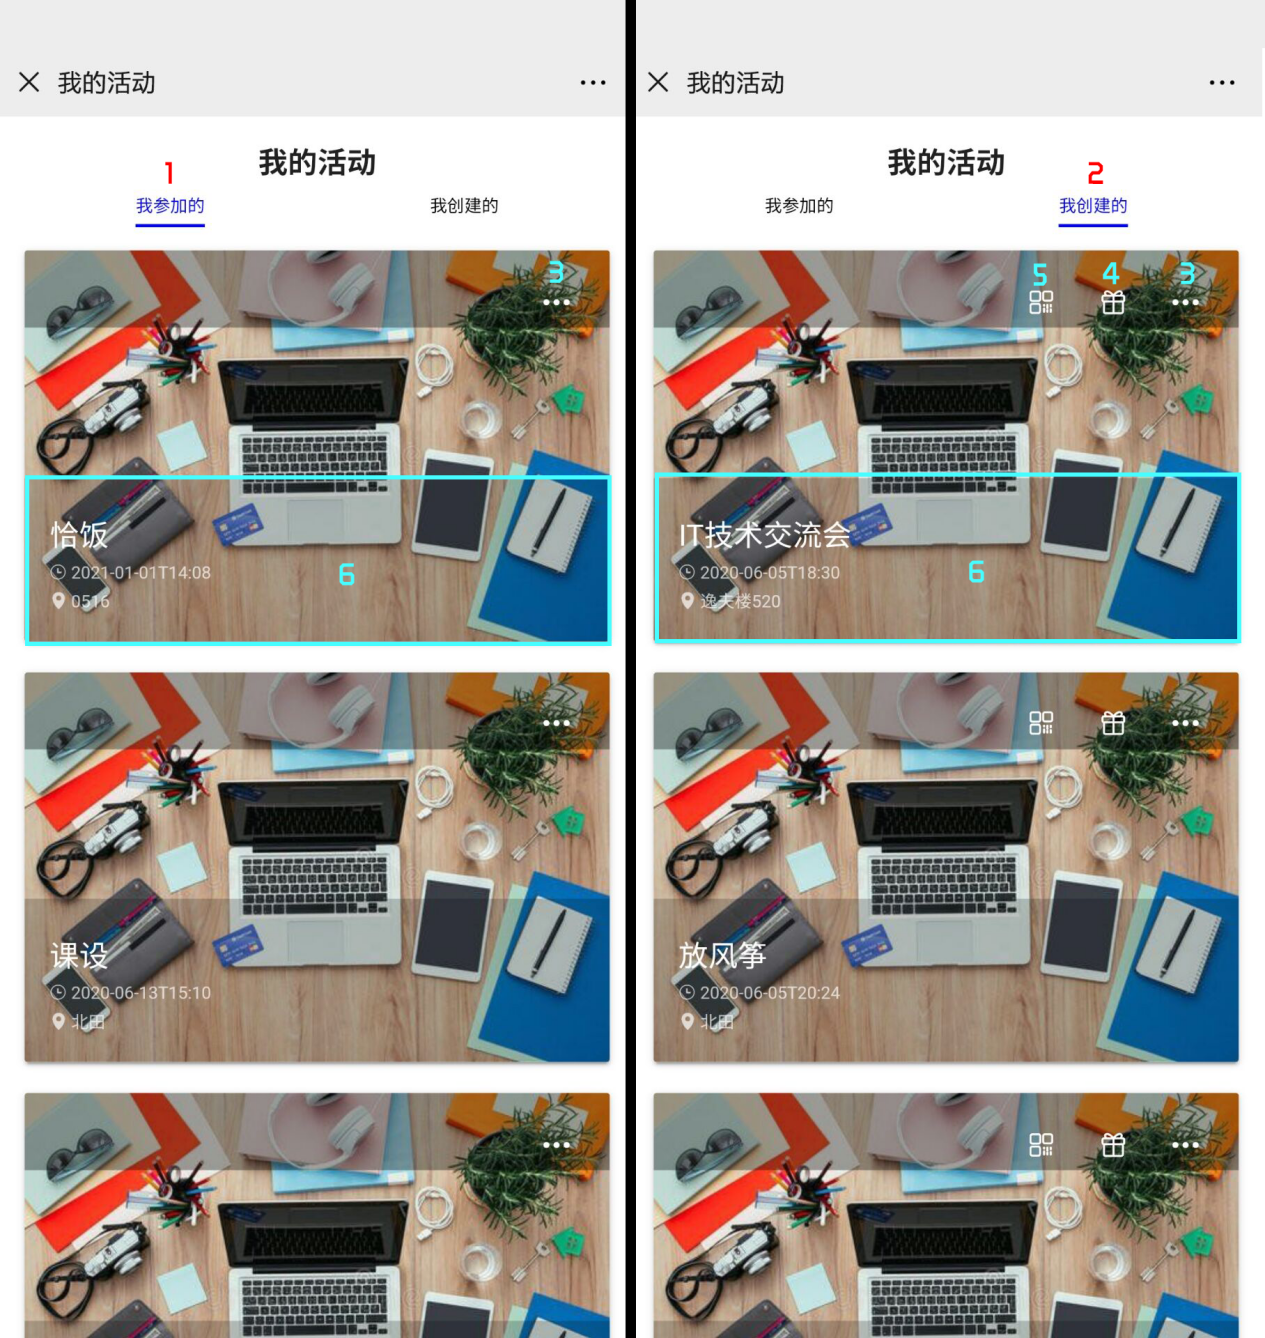 我的活动
我的活动
1
我参加的
我创建的
3
恰饭
2021-01-01T14:08
0516
6
课设
2020-06-13T15:10
北田
我的活动
我的活动
2
我参加的
我创建的
5 4 3
IT技术交流会
2020-06-05T18:30
逸夫楼520
6
放风筝
2020-06-05T20:24
北田